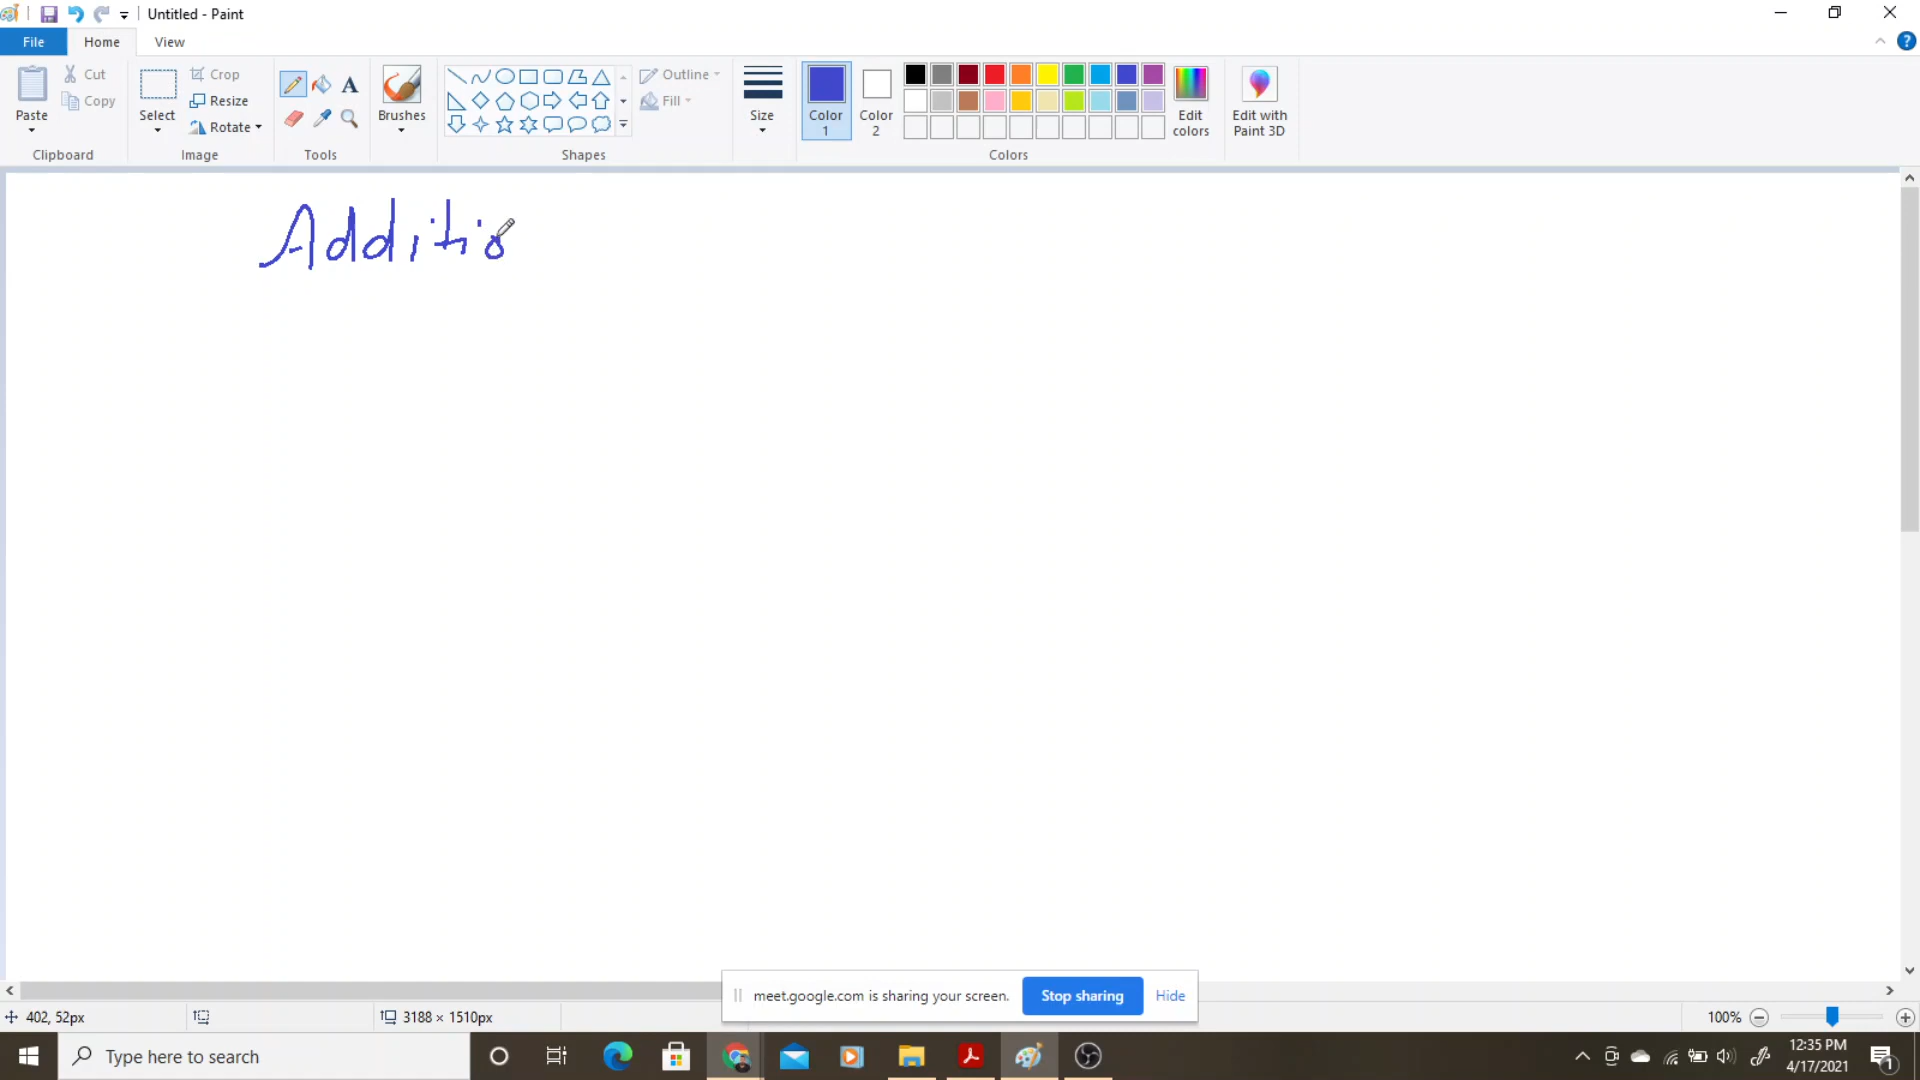 Untitled - Paint
File Home View
Paste
Cut
Copy
Clipboard
Select
Crop
Resize
Rotate
Image
A
Tools
Brushes
Shapes
Outline
Fill
Size
Color 1
Color 2
Colors
Edit colors
Edit with Paint 3D
Additio
meet.google.com is sharing your screen. Stop sharing Hide
402, 52px 3188 × 1510px 100%
Type here to search
12:35 PM
4/17/2021
1